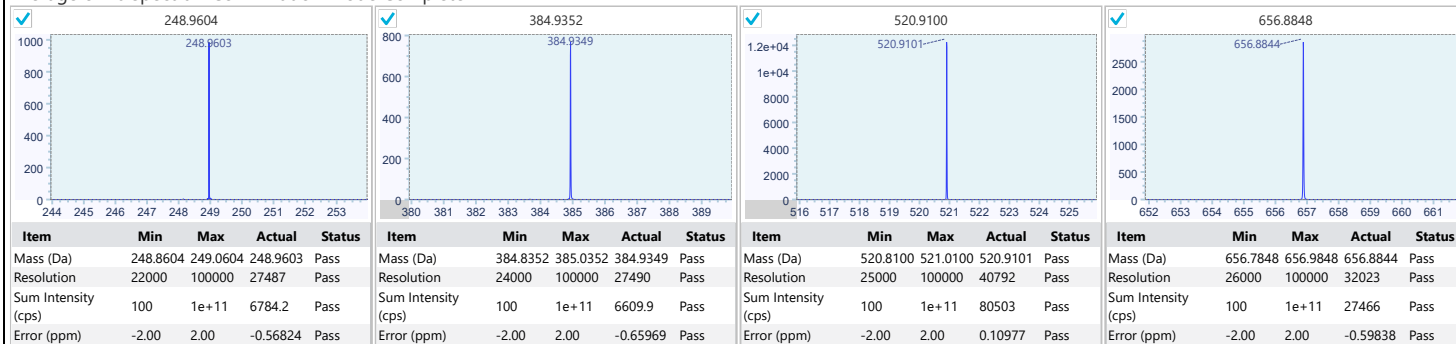 248.9604
248.9603
1000
800
600
400
200
0
244 245 246 247 248 249 250 251 252 253
Item Min Max Actual Status
Mass (Da) 248.8604 249.0604 248.9603 Pass
Resolution 22000 100000 27487 Pass
Sum Intensity (cps) 100 1e+11 6784.2 Pass
Error (ppm) -2.00 2.00 -0.56824 Pass
384.9352
384.9349
800
600
400
200
0
380 381 382 383 384 385 386 387 388 389
Item Min Max Actual Status
Mass (Da) 384.8352 385.0352 384.9349 Pass
Resolution 24000 100000 27490 Pass
Sum Intensity (cps) 100 1e+11 6609.9 Pass
Error (ppm) -2.00 2.00 -0.65969 Pass
520.9100
520.9101
1.2e+04
1e+04
8000
6000
4000
2000
0
516 517 518 519 520 521 522 523 524 525
Item Min Max Actual Status
Mass (Da) 520.8100 521.0100 520.9101 Pass
Resolution 25000 100000 40792 Pass
Sum Intensity (cps) 100 1e+11 80503 Pass
Error (ppm) -2.00 2.00 0.10977 Pass
656.8848
656.8844
2500
2000
1500
1000
500
0
652 653 654 655 656 657 658 659 660 661
Item Min Max Actual Status
Mass (Da) 656.7848 656.9848 656.8844 Pass
Resolution 26000 100000 32023 Pass
Sum Intensity (cps) 100 1e+11 27466 Pass
Error (ppm) -2.00 2.00 -0.59838 Pass